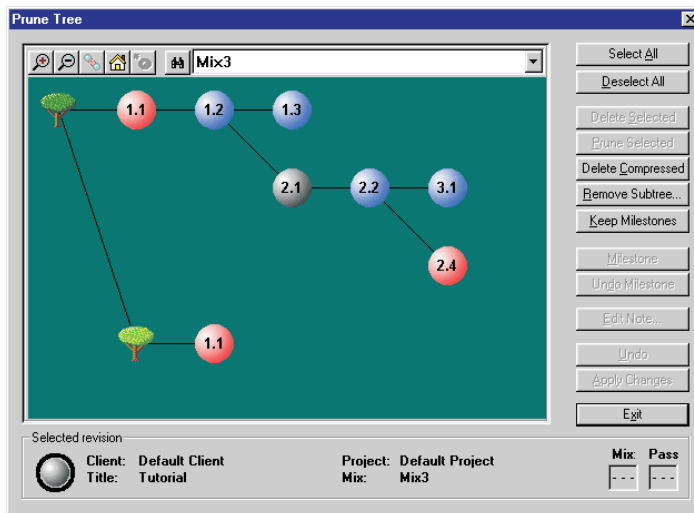 Prune Tree
Mix3
1.1
1.2
1.3
2.1
2.2
3.1
2.4
1.1
Select All
Deselect All
Delete Selected
Prune Selected
Delete Compressed
Remove Subtree...
Keep Milestones
Milestone
Undo Milestone
Edit Note...
Undo
Apply Changes
Exit
Selected revision
Client: Default Client
Title: Tutorial
Project: Default Project
Mix: Mix3
Mix: Pass
--- ---